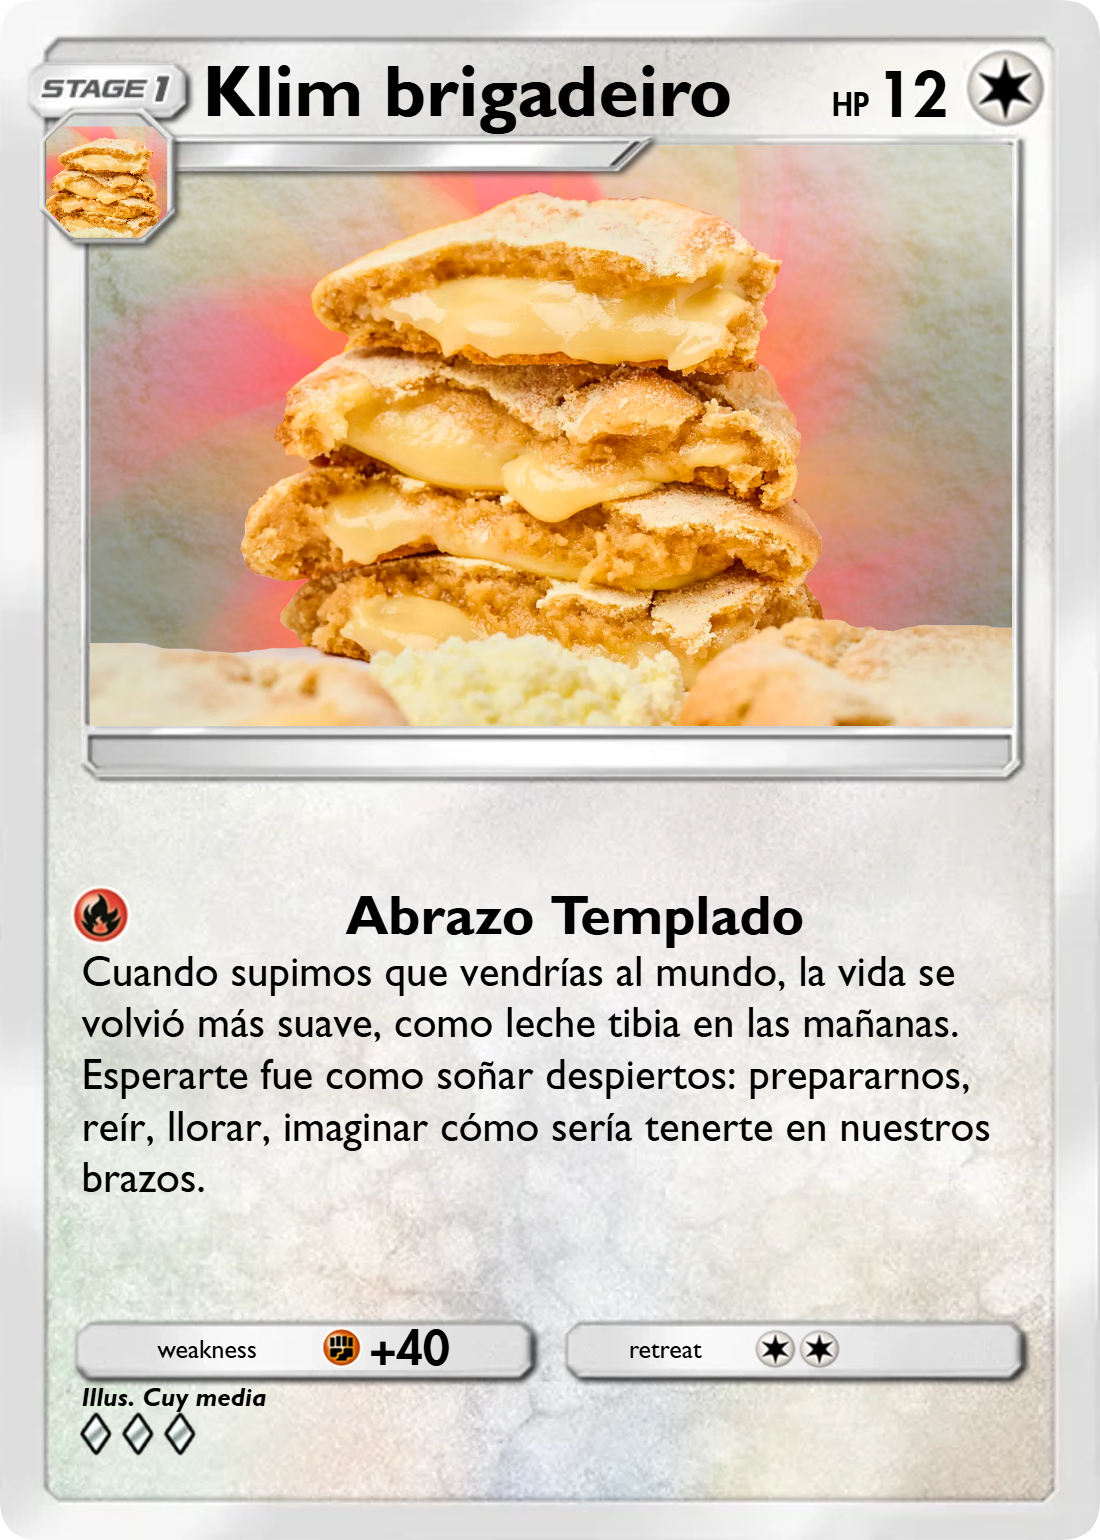 STAGE 1
Klim brigadeiro
HP 12
Abrazo Templado
Cuando supimos que vendrías al mundo, la vida se
volvió más suave, como leche tibia en las mañanas.
Esperarte fue como soñar despiertos: prepararnos,
reír, llorar, imaginar cómo sería tenerte en nuestros
brazos.
weakness +40
retreat
Illus. Cuy media